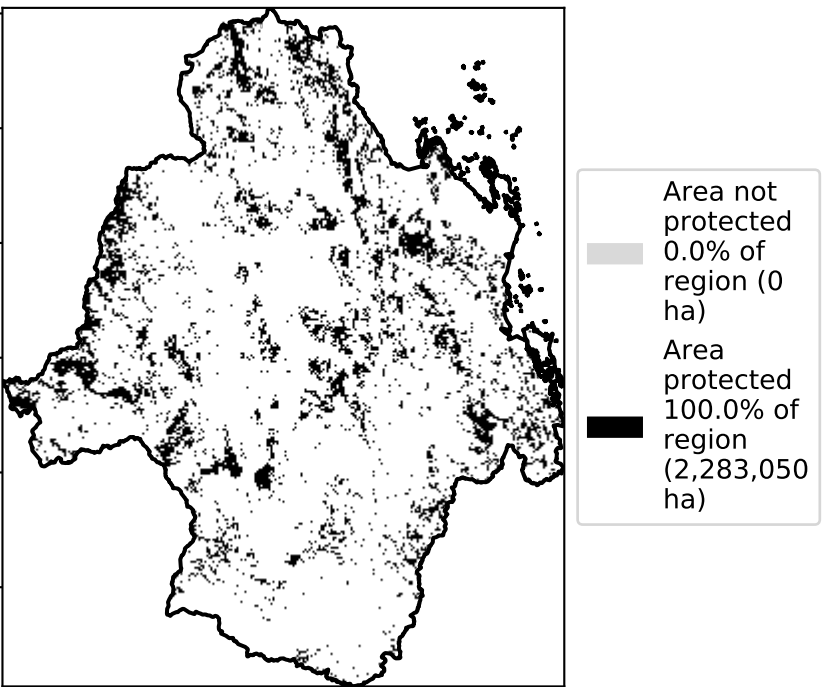 Area not
protected
0.0% of
region (0
ha)
Area
protected
100.0% of
region
(2,283,050
ha)